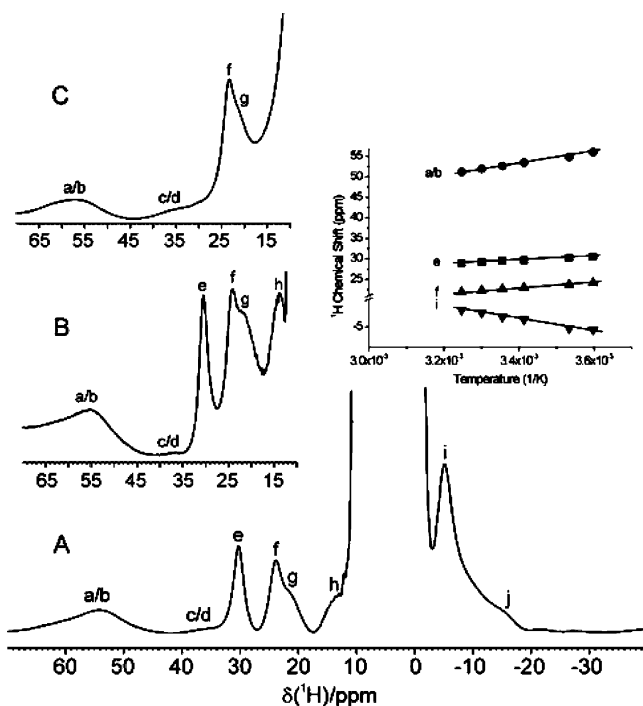 C
f
g
a/b
c/d
65 55 45 35 25 15
B
e
f
g
h
a/b
c/d
65 55 45 35 25 15
¹H Chemical Shift (ppm)
55
50
45
40
35
30
25
-5
a/b
e
f
i
3.0x10³ 3.2x10³ 3.4x10³ 3.6x10³
Temperature (1/K)
A
a/b
c/d
e
f
g
h
i
j
60 50 40 30 20 10 0 -10 -20 -30
δ(¹H)/ppm